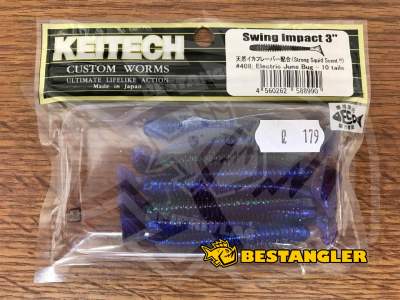 KEITECH
CUSTOM WORMS
ULTIMATE LIFELIKE ACTION
Made in Japan
Swing Impact 3"
天然イカフレーバー配合(Strong Squid Scent !!)
#408: Electric June Bug - 10 tails
4 560262 588990
179
BESTANGLER